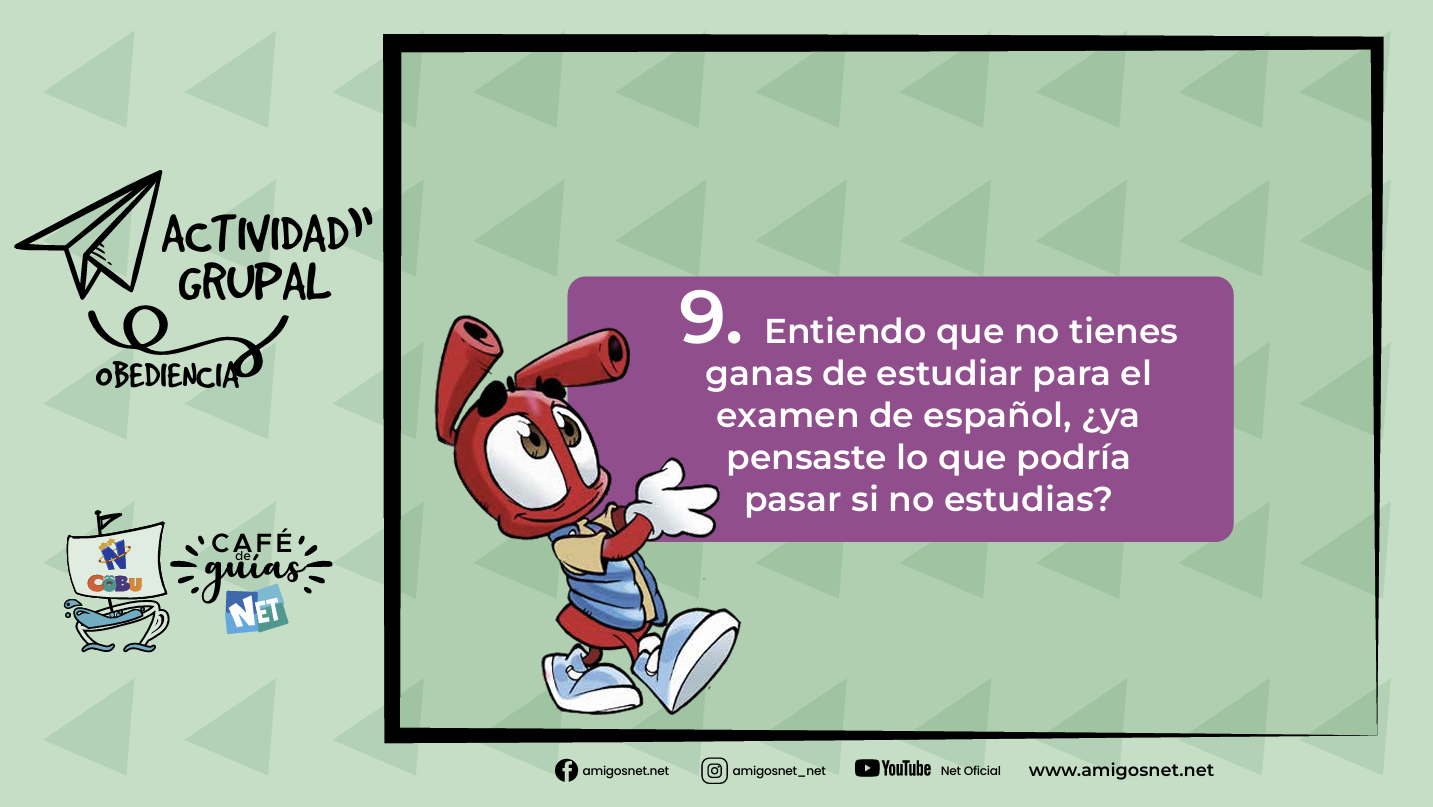 ACTIVIDAD
GRUPAL
OBEDIENCIA
N
COBU
CAFÉ
de
guías
NET
9. Entiendo que no tienes
ganas de estudiar para el
examen de español, ¿ya
pensaste lo que podría
pasar si no estudias?
amigosnet.net
amigosnet_net
YouTube Net Oficial
www.amigosnet.net